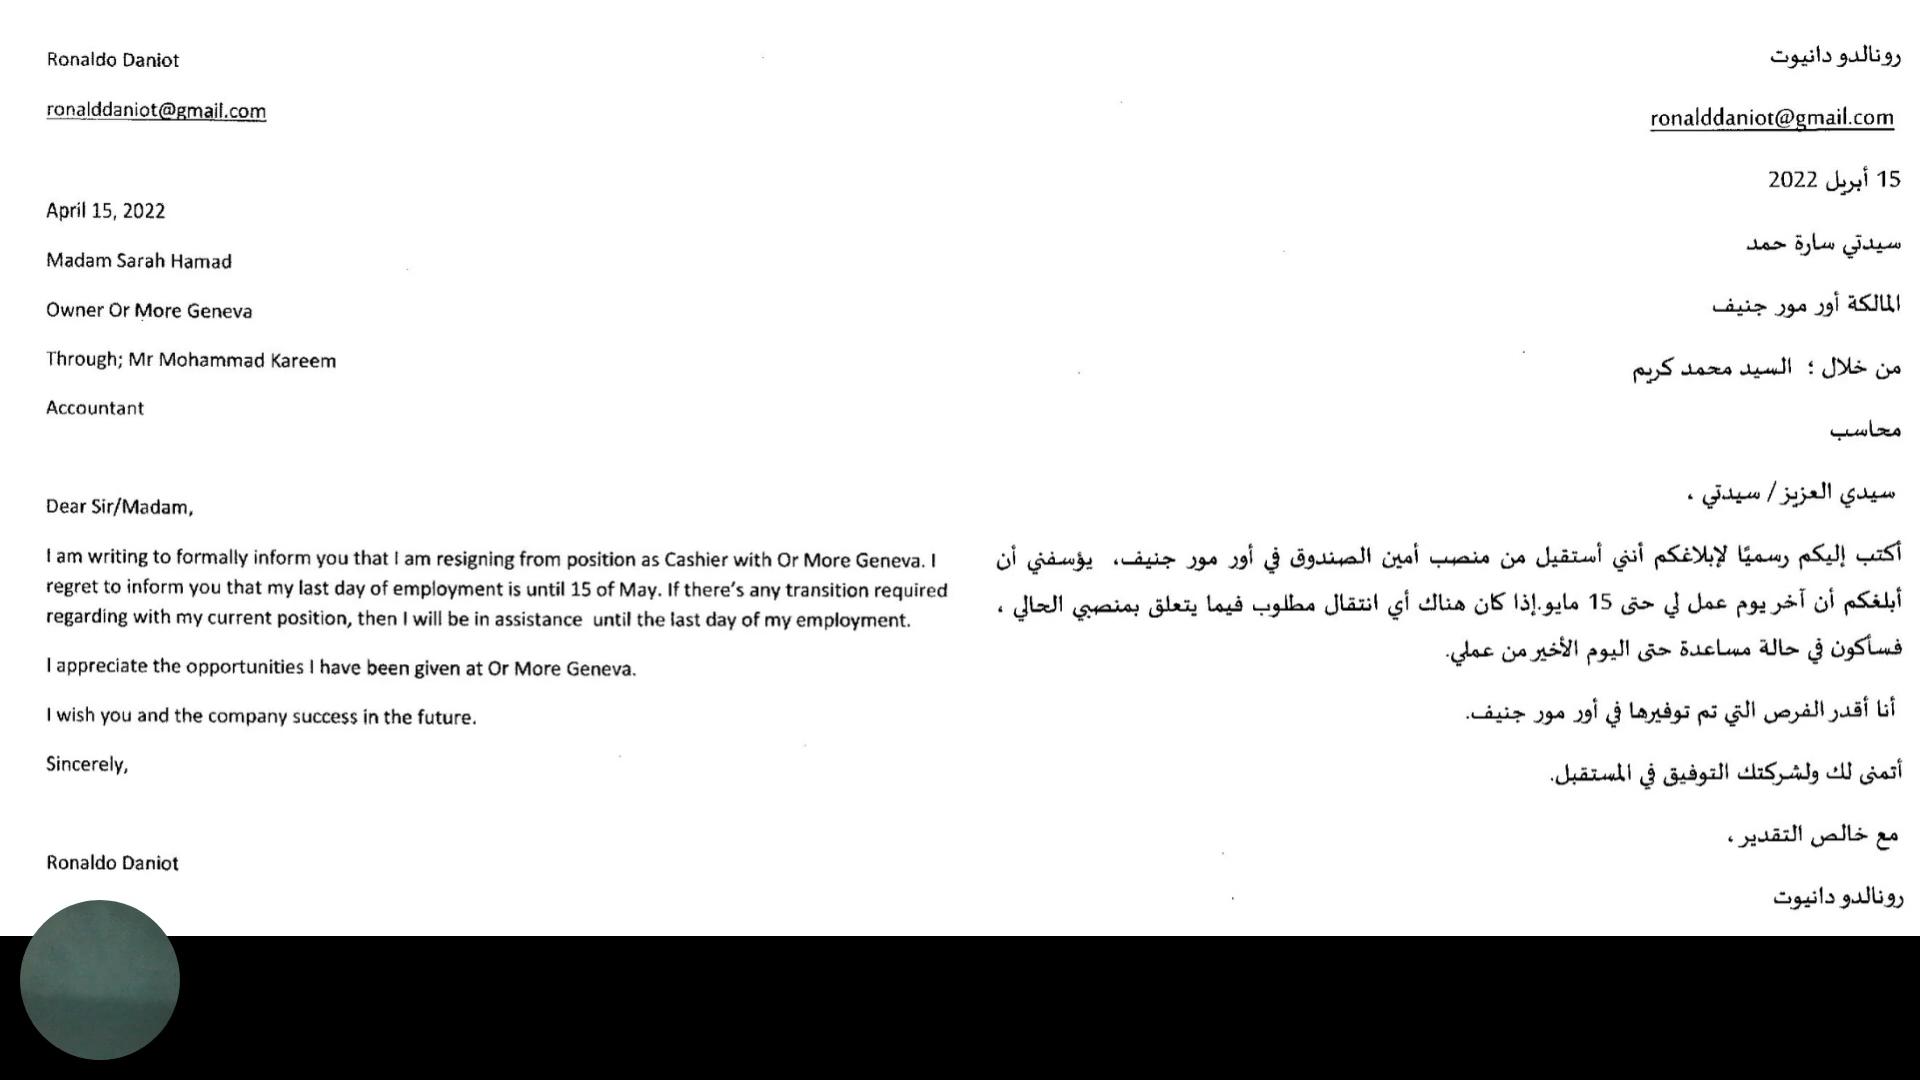 Ronaldo Daniot
ronalddaniot@gmail.com
April 15, 2022
Madam Sarah Hamad
Owner Or More Geneva
Through; Mr Mohammad Kareem
Accountant
Dear Sir/Madam,
I am writing to formally inform you that I am resigning from position as Cashier with Or More Geneva. I
regret to inform you that my last day of employment is until 15 of May. If there's any transition required
regarding with my current position, then I will be in assistance until the last day of my employment.
I appreciate the opportunities I have been given at Or More Geneva.
I wish you and the company success in the future.
Sincerely,
Ronaldo Daniot
رونالدو دانيوت
ronalddaniot@gmail.com
15 أبريل 2022
سيدتي سارة حمد
المالكة أور مور جنيف
من خلال ؛ السيد محمد كريم
محاسب
سيدي العزيز / سيدتي ،
أكتب إليكم رسميًا لإبلاغكم أنني أستقيل من منصب أمين الصندوق في أور مور جنيف، يؤسفني أن
أبلغكم أن آخر يوم عمل لي حتى 15 مايو.إذا كان هناك أي انتقال مطلوب فيما يتعلق بمنصبي الحالي ،
فسأكون في حالة مساعدة حتى اليوم الأخير من عملي.
أنا أقدر الفرص التي تم توفيرها في أور مور جنيف.
أتمنى لك ولشركتك التوفيق في المستقبل.
مع خالص التقدير ،
رونالدو دانيوت